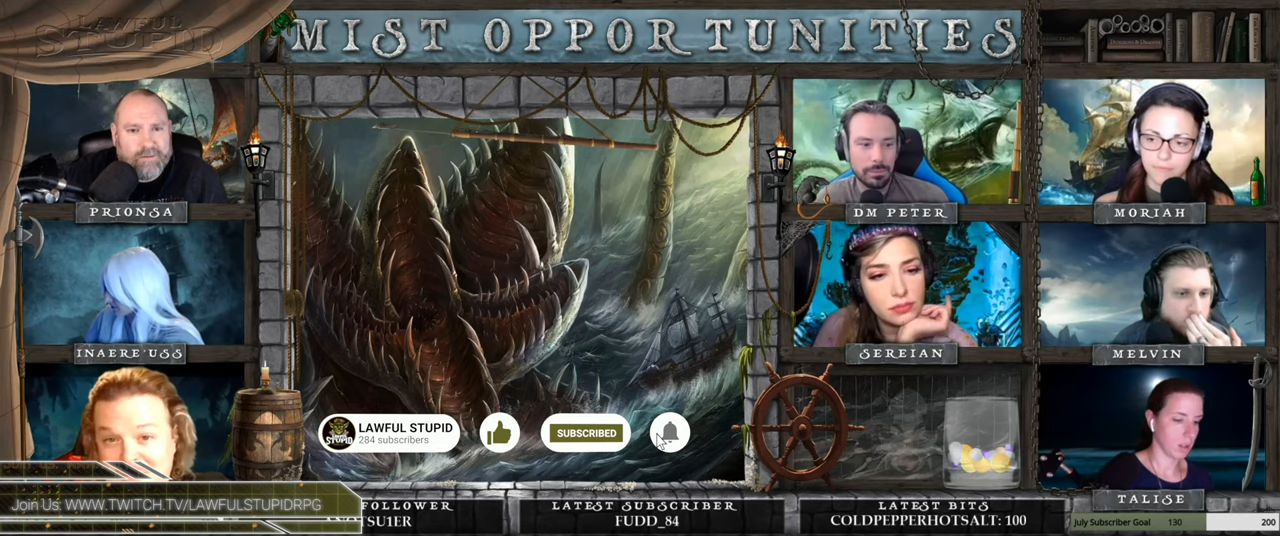 LAWFUL
STUPID
MIST OPPORTUNITIES
PRIONSA
DM PETER
MORIAH
INAERE'USS
SEREIAN
MELVIN
STUPID
LAWFUL STUPID
284 subscribers
SUBSCRIBED
TALISE
Join Us: WWW.TWITCH.TV/LAWFULSTUPIDRPG
FOLLOWER
LATEST SUBSCRIBER
FUDD_84
LATEST BITS
COLDPEPPERHOTSALT: 100
July Subscriber Goal 130 200